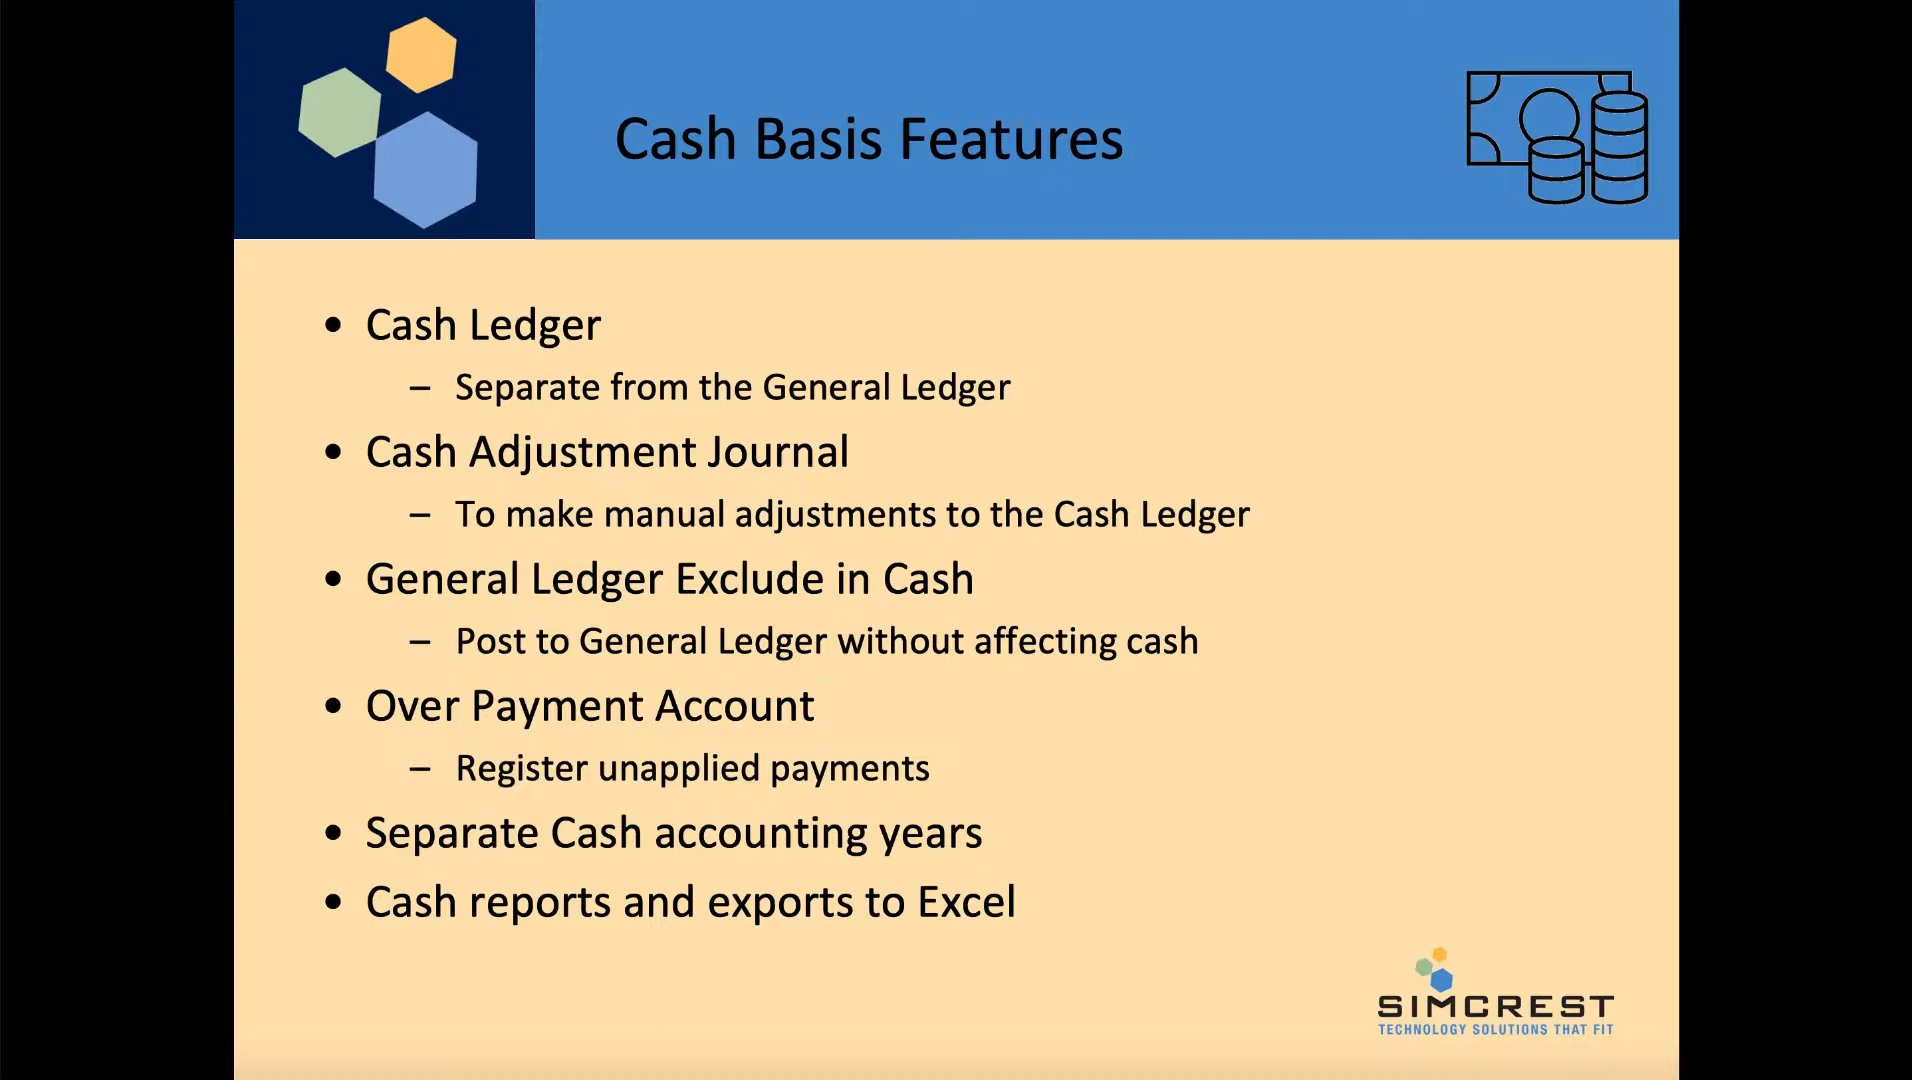 Cash Basis Features
• Cash Ledger
– Separate from the General Ledger
• Cash Adjustment Journal
– To make manual adjustments to the Cash Ledger
• General Ledger Exclude in Cash
– Post to General Ledger without affecting cash
• Over Payment Account
– Register unapplied payments
• Separate Cash accounting years
• Cash reports and exports to Excel
SIMCREST
TECHNOLOGY SOLUTIONS THAT FIT